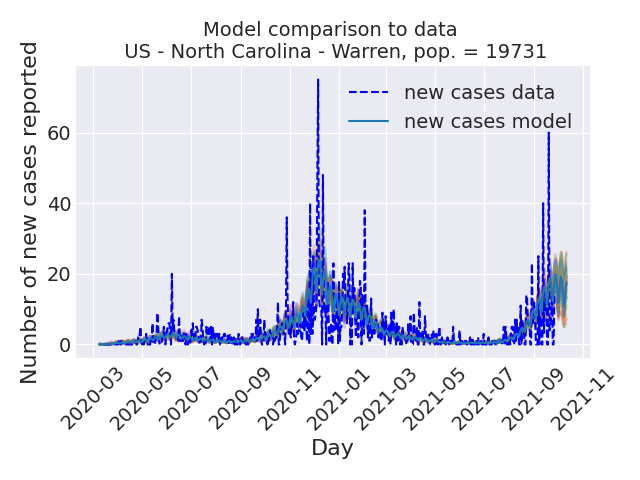 Model comparison to data
US - North Carolina - Warren, pop. = 19731
Number of new cases reported
60
40
20
0
new cases data
new cases model
2020-03
2020-05
2020-07
2020-09
2020-11
2021-01
2021-03
2021-05
2021-07
2021-09
2021-11
Day